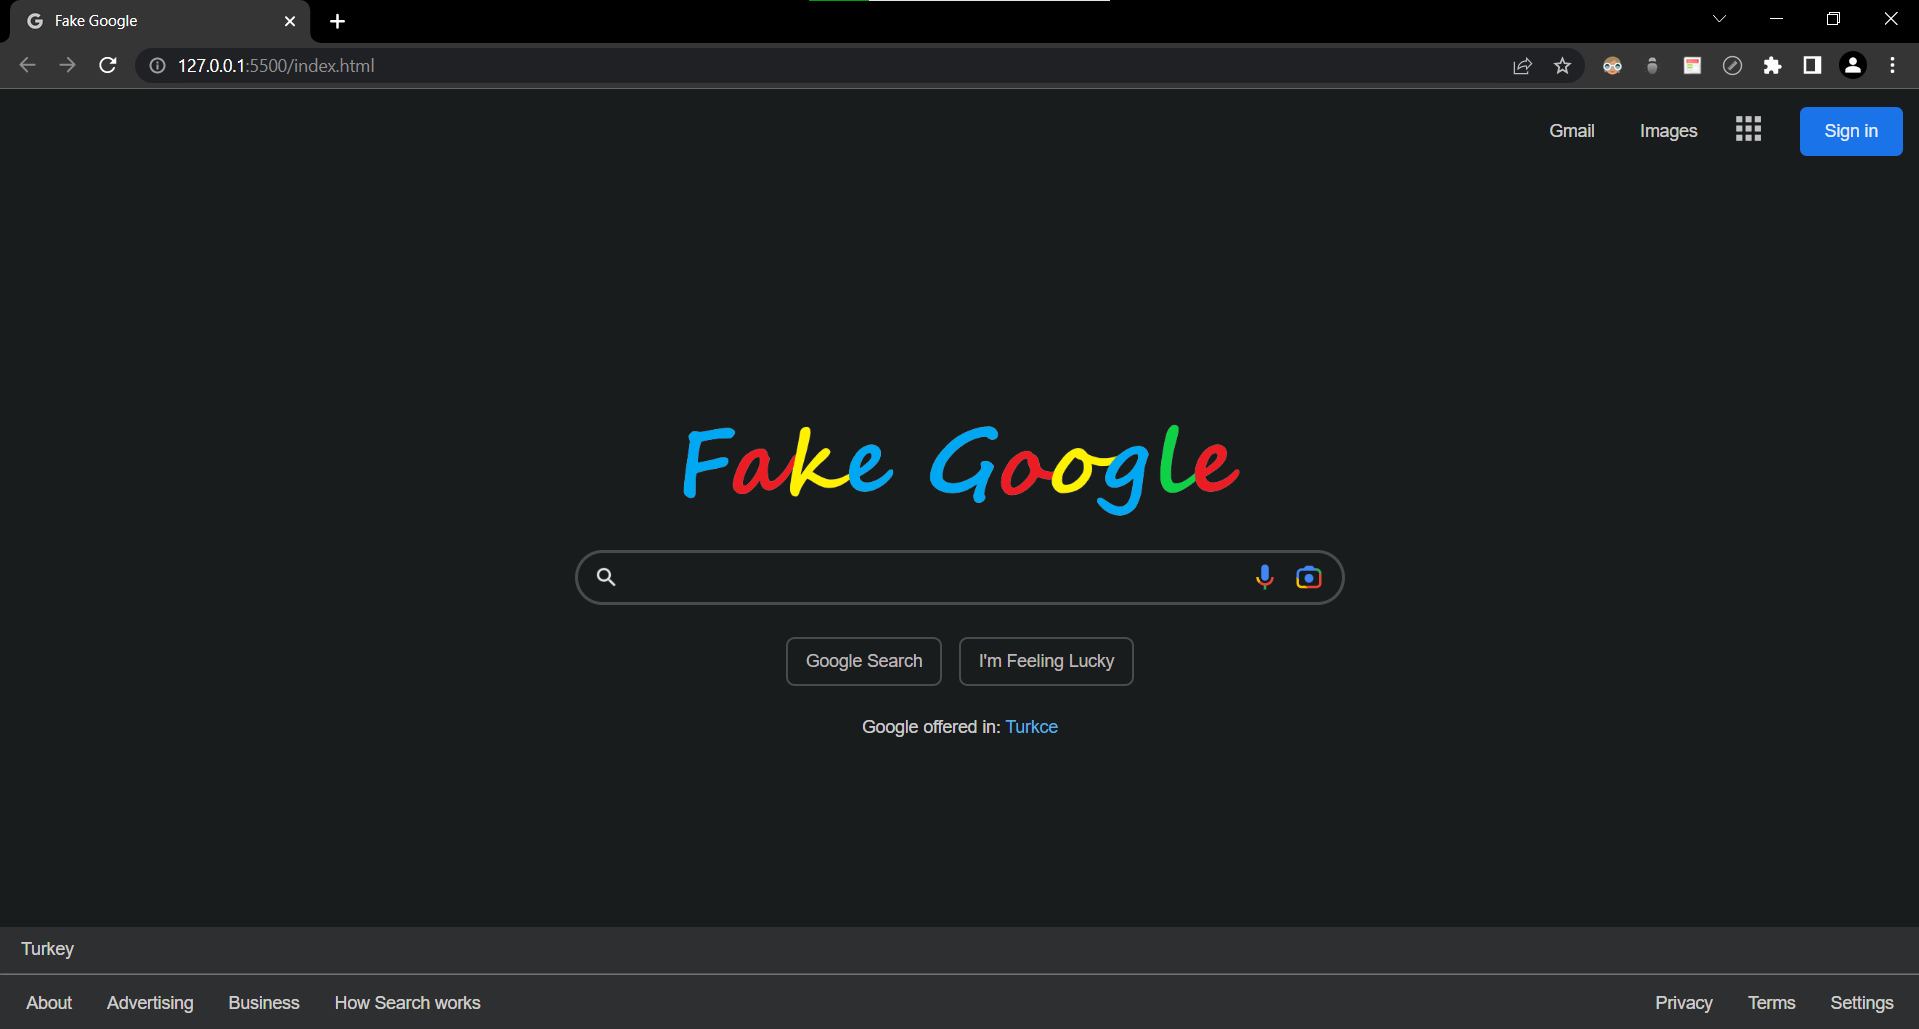 Fake Google
127.0.0.1:5500/index.html
Gmail Images Sign in
Fake Google
Google Search I'm Feeling Lucky
Google offered in: Turkce
Turkey
About Advertising Business How Search works Privacy Terms Settings